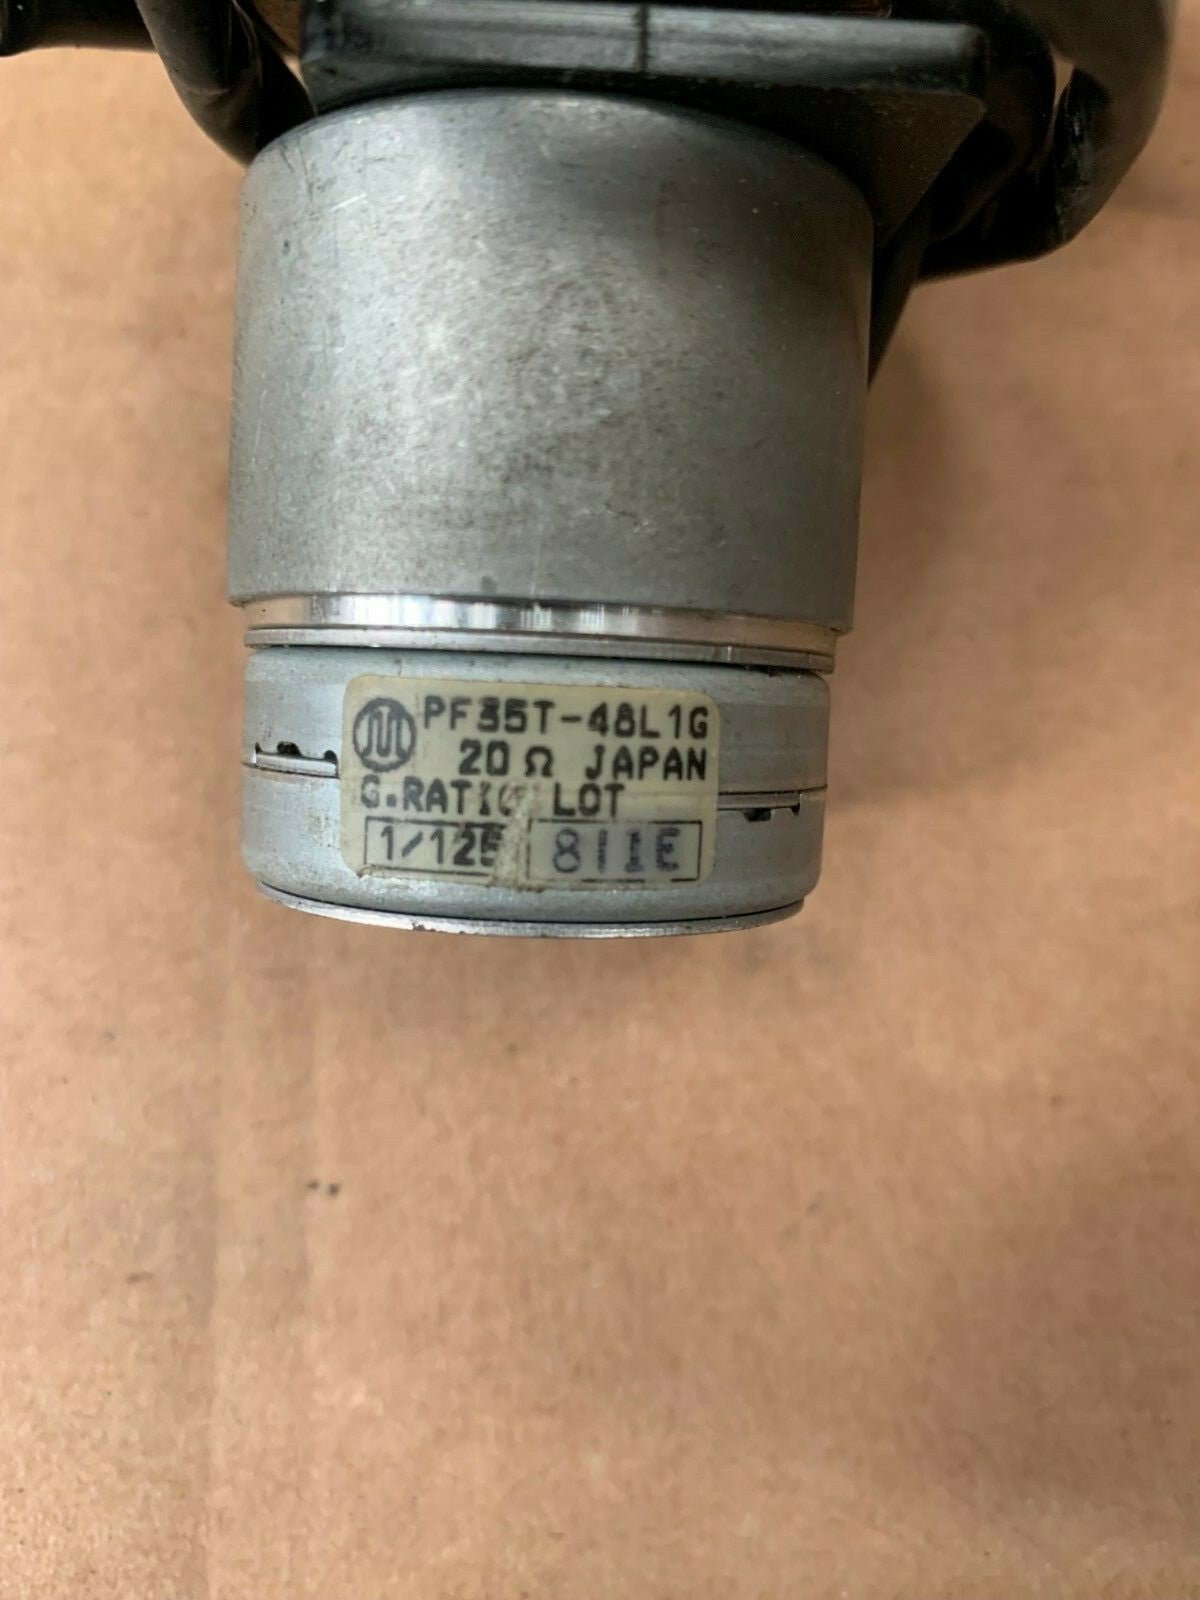 PF35T-48L1G
20Ω JAPAN
G.RATIO LOT
1/125 811E